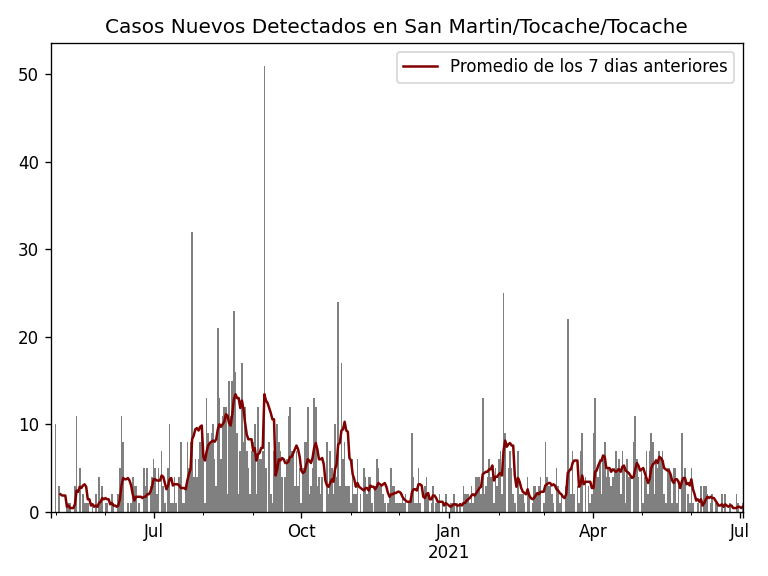 Casos Nuevos Detectados en San Martin/Tocache/Tocache
Promedio de los 7 dias anteriores
50
40
30
20
10
0
Jul
Oct
Jan
2021
Apr
Jul